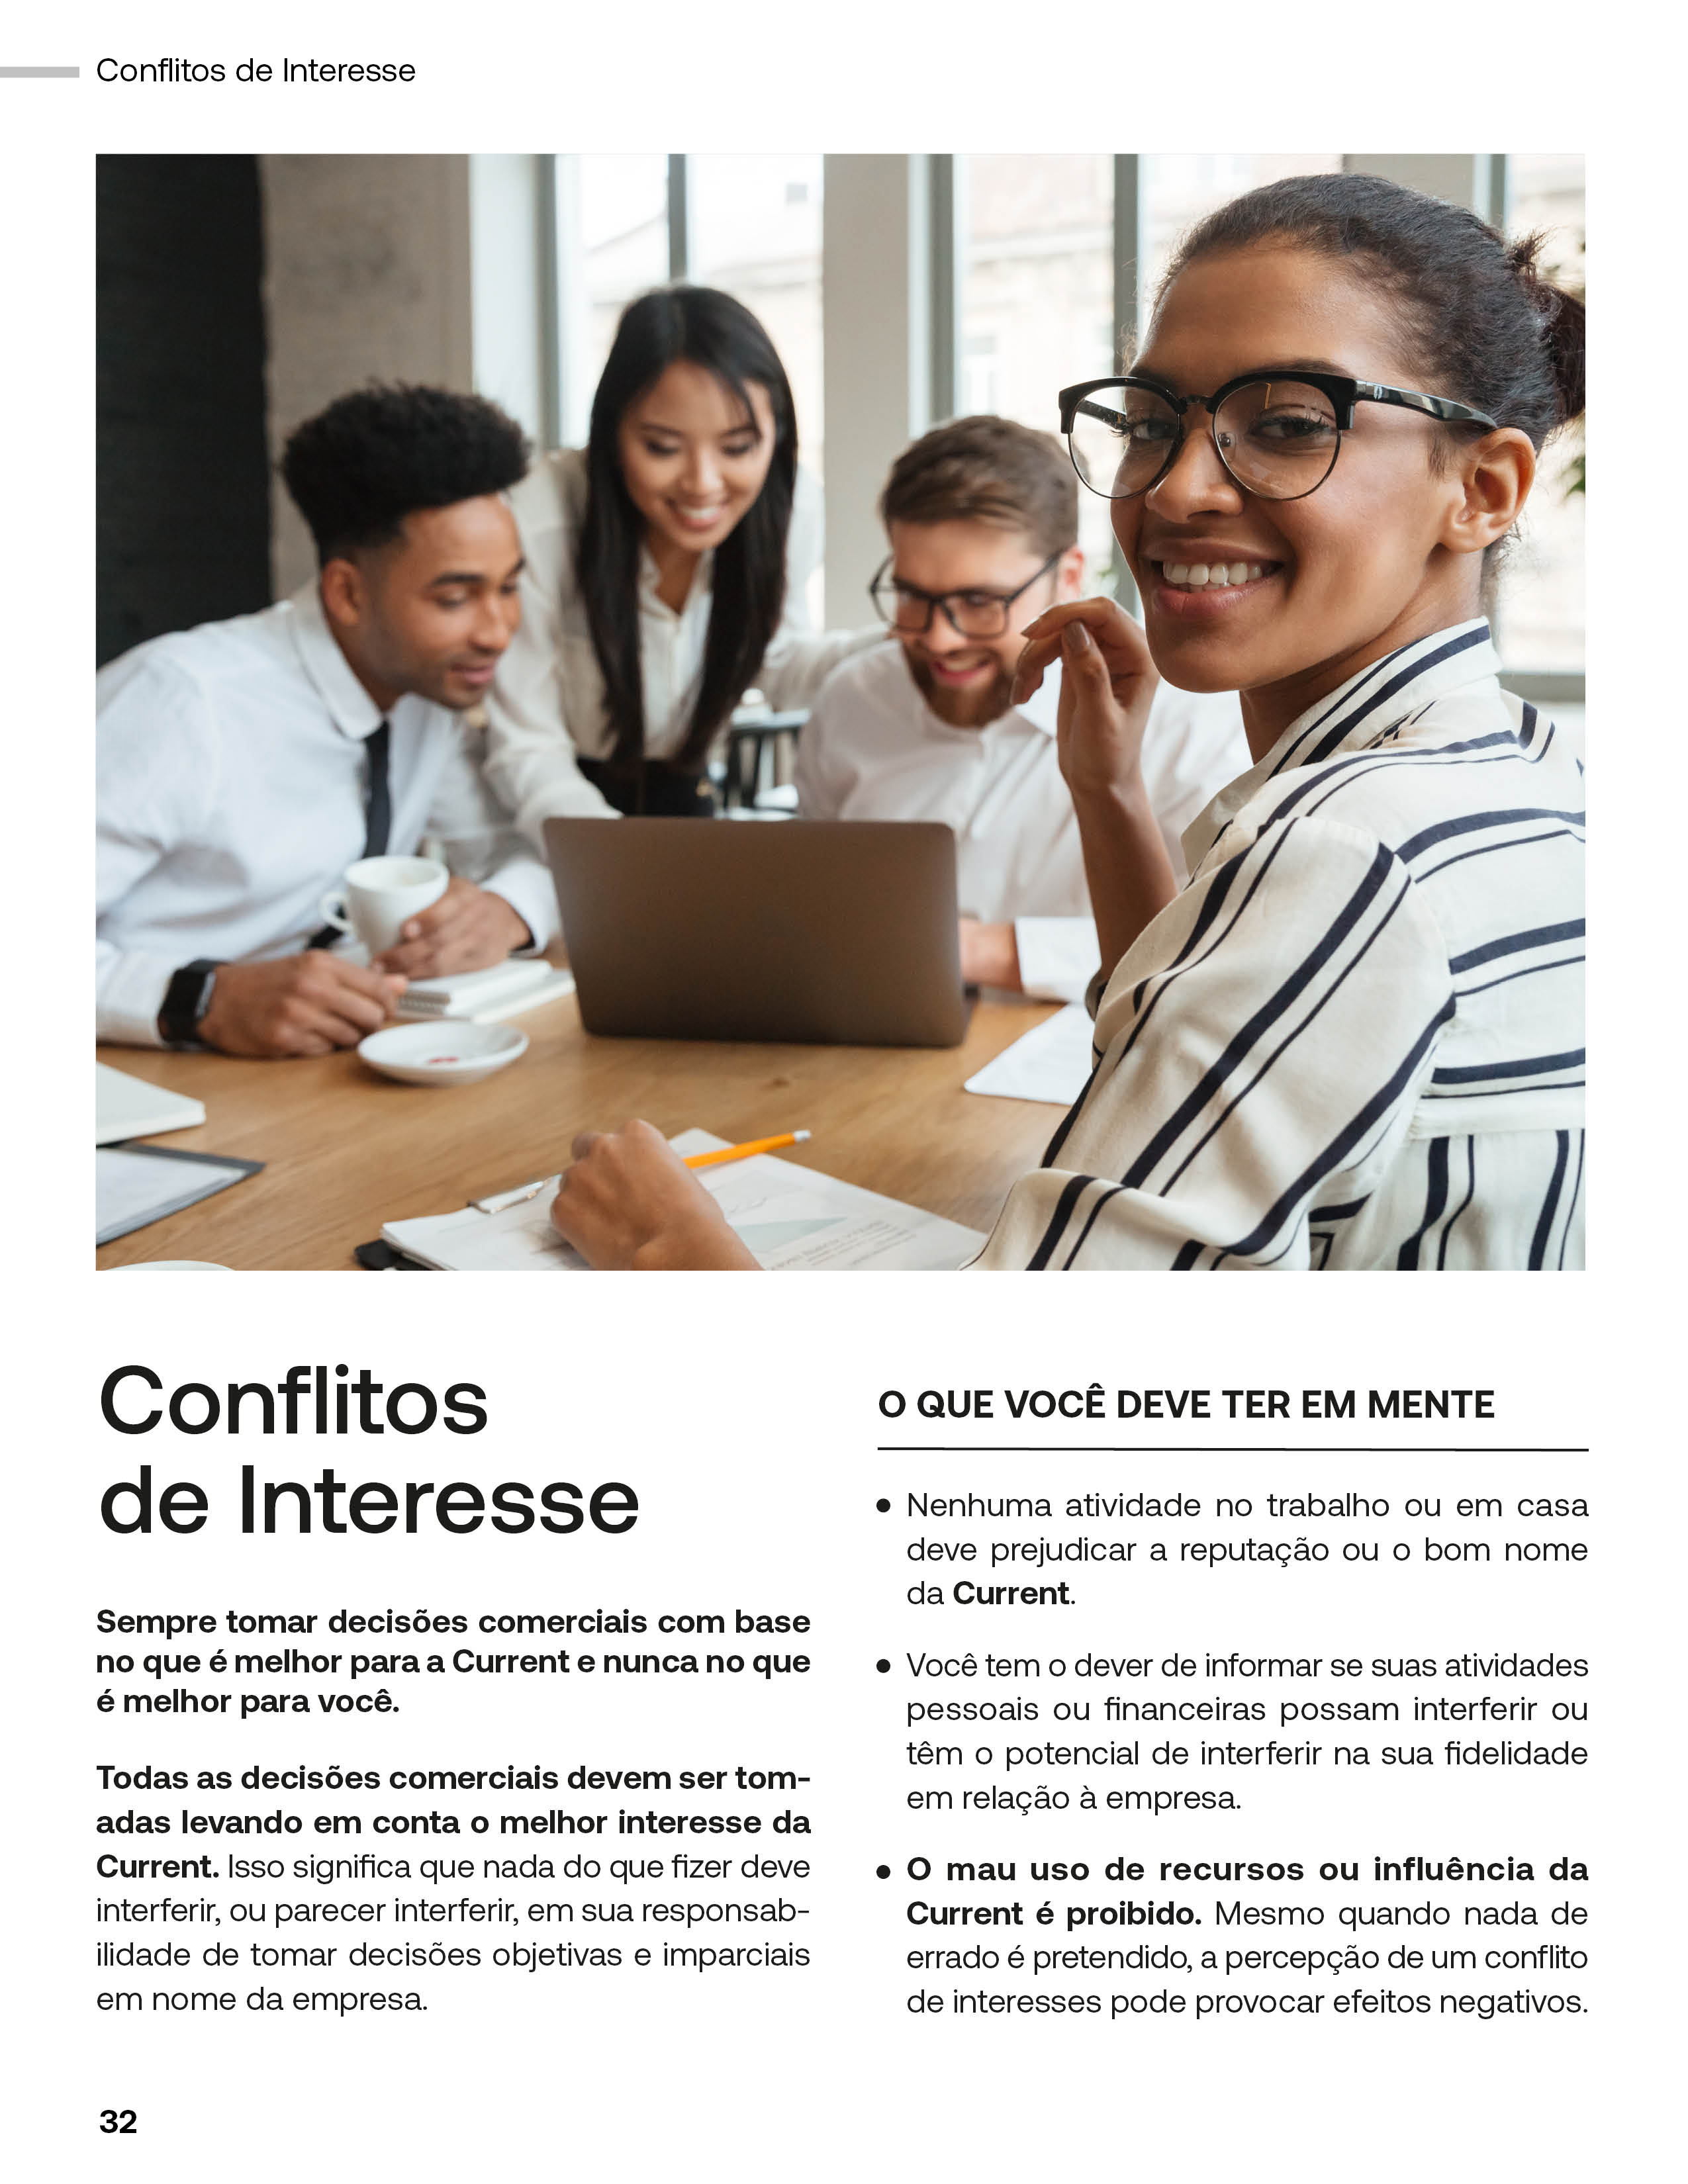 Conflitos de Interesse
Conflitos
de Interesse
Sempre tomar decisões comerciais com base
no que é melhor para a Current e nunca no que
é melhor para você.
Todas as decisões comerciais devem ser tom-
adas levando em conta o melhor interesse da
Current. Isso significa que nada do que fizer deve
interferir, ou parecer interferir, em sua responsab-
ilidade de tomar decisões objetivas e imparciais
em nome da empresa.
O QUE VOCÊ DEVE TER EM MENTE
• Nenhuma atividade no trabalho ou em casa
deve prejudicar a reputação ou o bom nome
da Current.
• Você tem o dever de informar se suas atividades
pessoais ou financeiras possam interferir ou
têm o potencial de interferir na sua fidelidade
em relação à empresa.
• O mau uso de recursos ou influência da
Current é proibido. Mesmo quando nada de
errado é pretendido, a percepção de um conflito
de interesses pode provocar efeitos negativos.
32